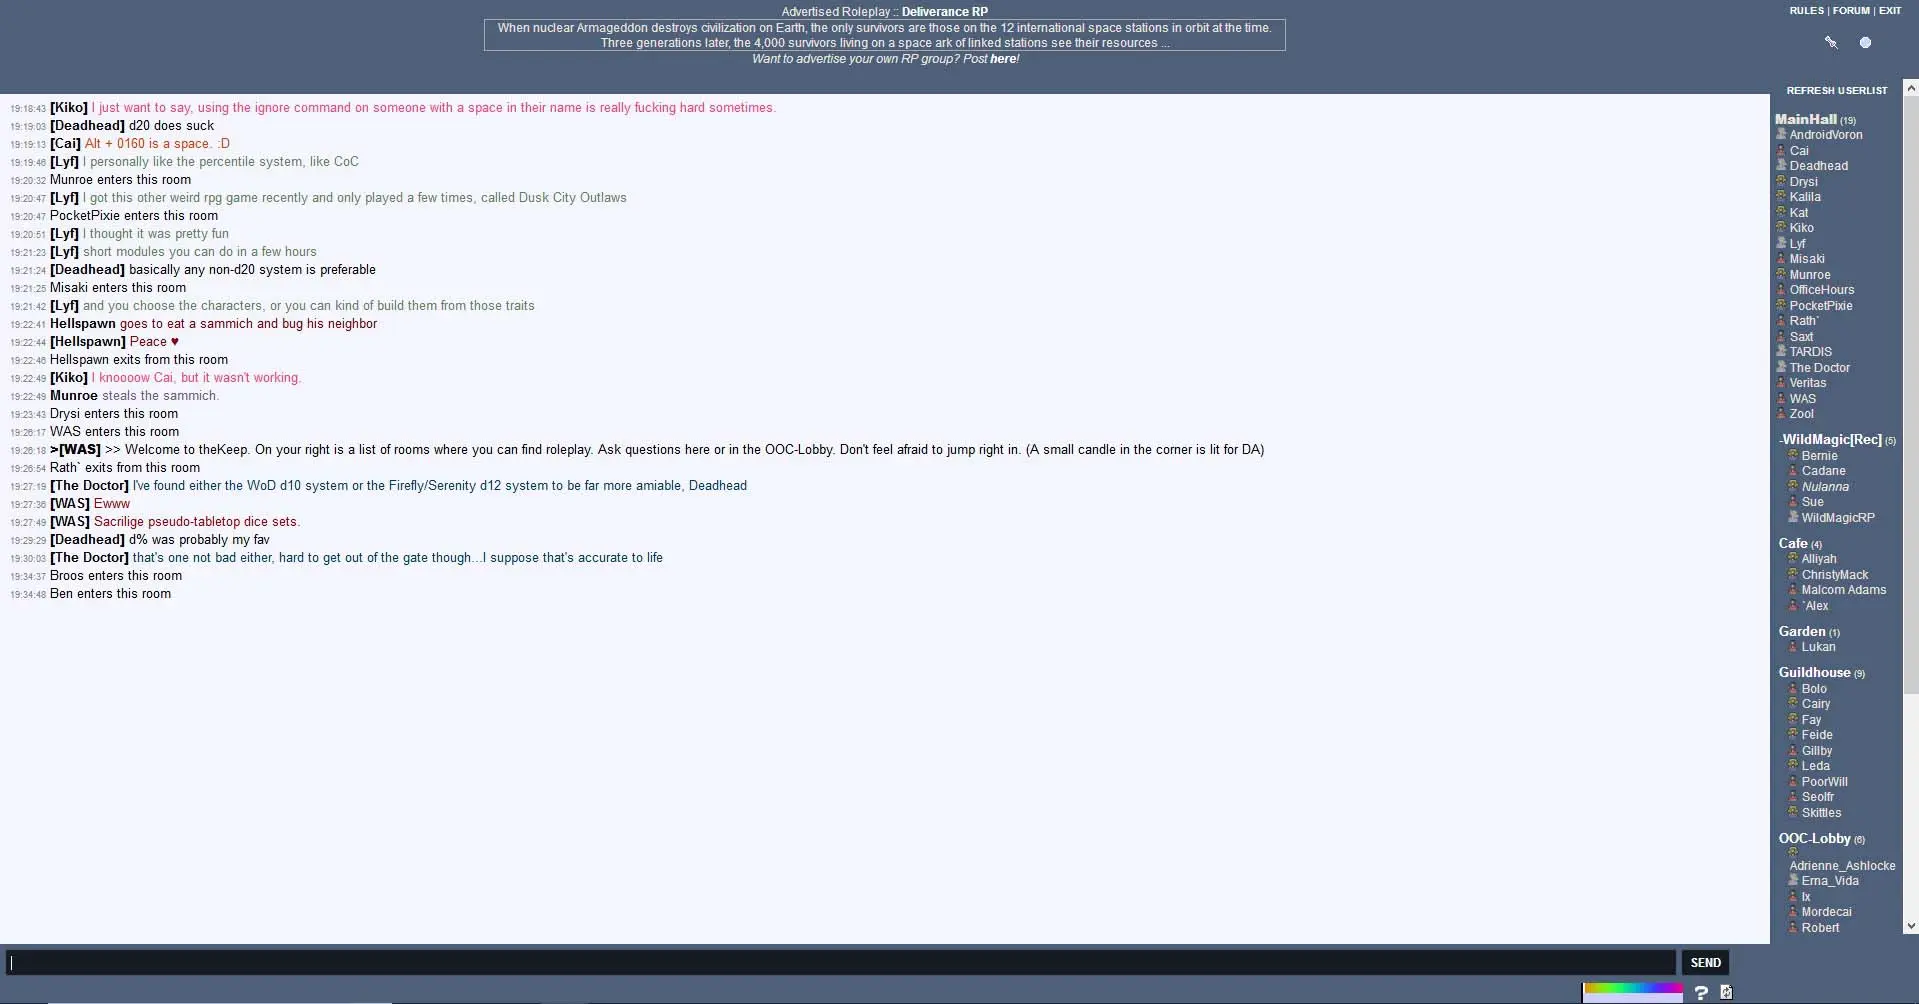 Advertised Roleplay :: Deliverance RP
When nuclear Armageddon destroys civilization on Earth, the only survivors are those on the 12 international space stations in orbit at the time.
Three generations later, the 4,000 survivors living on a space ark of linked stations see their resources ...
Want to advertise your own RP group? Post here!
RULES | FORUM | EXIT
19:18:43 [Kiko] I just want to say, using the ignore command on someone with a space in their name is really fucking hard sometimes.
19:19:03 [Deadhead] d20 does suck
19:19:13 [Cai] Alt + 0160 is a space. :D
19:19:46 [Lyf] I personally like the percentile system, like CoC
19:20:32 Munroe enters this room
19:20:47 [Lyf] I got this other weird rpg game recently and only played a few times, called Dusk City Outlaws
19:20:47 PocketPixie enters this room
19:20:51 [Lyf] I thought it was pretty fun
19:21:23 [Lyf] short modules you can do in a few hours
19:21:24 [Deadhead] basically any non-d20 system is preferable
19:21:25 Misaki enters this room
19:21:42 [Lyf] and you choose the characters, or you can kind of build them from those traits
19:22:41 Hellspawn goes to eat a sammich and bug his neighbor
19:22:44 [Hellspawn] Peace ♥
19:22:46 Hellspawn exits from this room
19:22:49 [Kiko] I knoooow Cai, but it wasn't working.
19:22:49 Munroe steals the sammich.
19:23:43 Drysi enters this room
19:26:17 WAS enters this room
19:26:18 >[WAS] >> Welcome to theKeep. On your right is a list of rooms where you can find roleplay. Ask questions here or in the OOC-Lobby. Don't feel afraid to jump right in. (A small candle in the corner is lit for DA)
19:26:54 Rath` exits from this room
19:27:19 [The Doctor] I've found either the WoD d10 system or the Firefly/Serenity d12 system to be far more amiable, Deadhead
19:27:36 [WAS] Ewww
19:27:49 [WAS] Sacrilige pseudo-tabletop dice sets.
19:29:29 [Deadhead] d% was probably my fav
19:30:03 [The Doctor] that's one not bad either, hard to get out of the gate though...I suppose that's accurate to life
19:34:37 Broos enters this room
19:34:48 Ben enters this room
REFRESH USERLIST
MainHall (19)
AndroidVoron
Cai
Deadhead
Drysi
Kalila
Kat
Kiko
Lyf
Misaki
Munroe
OfficeHours
PocketPixie
Rath`
Saxt
TARDIS
The Doctor
Veritas
WAS
Zool
-WildMagic[Rec] (5)
Bernie
Cadane
Nulanna
Sue
WildMagicRP
Cafe (4)
Alliyah
ChristyMack
Malcom Adams
`Alex
Garden (1)
Lukan
Guildhouse (9)
Bolo
Cairy
Fay
Feide
Gillby
Leda
PoorWill
Seolfr
Skittles
OOC-Lobby (6)
Adrienne_Ashlocke
Erna_Vida
Ix
Mordecai
Robert
SEND
?